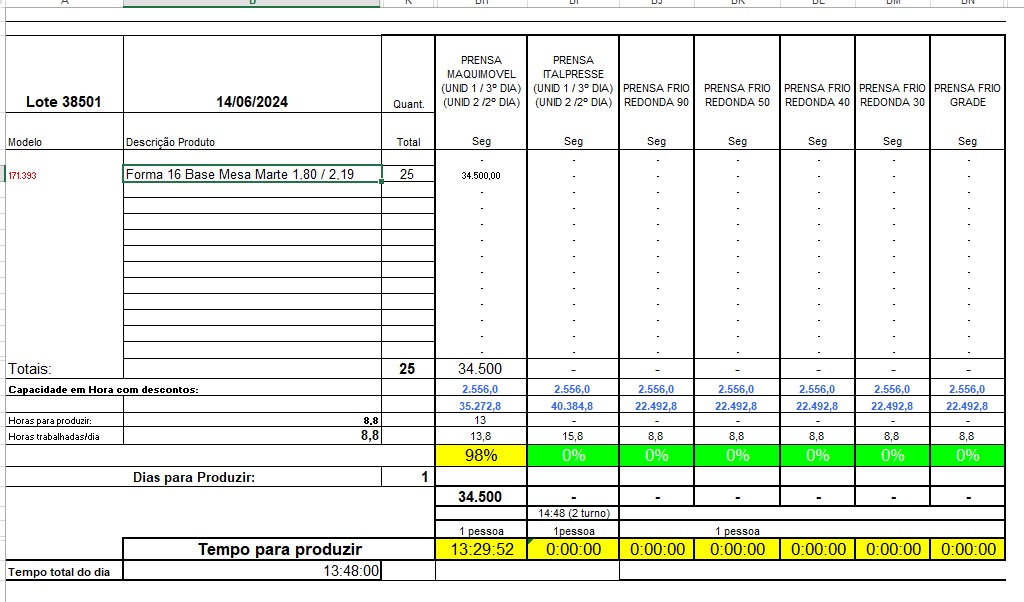 PRENSA MAQUIMOVEL (UNID 1 / 3º DIA) (UNID 2 /2º DIA)
PRENSA ITALPRESSE (UNID 1 / 3º DIA) (UNID 2 /2º DIA)
PRENSA FRIO REDONDA 90
PRENSA FRIO REDONDA 50
PRENSA FRIO REDONDA 40
PRENSA FRIO REDONDA 30
PRENSA FRIO GRADE
Lote 38501 14/06/2024 Quant.
Modelo Descrição Produto Total Seg Seg Seg Seg Seg Seg Seg
- - - - - - -
171.393 Forma 16 Base Mesa Marte 1,80 / 2,19 25 34.500,00 - - - - - -
- - - - - - -
- - - - - - -
- - - - - - -
- - - - - - -
- - - - - - -
- - - - - - -
- - - - - - -
- - - - - - -
- - - - - - -
- - - - - - -
Totais: 25 34.500 - - - - - -
Capacidade em Hora com descontos: 2.556,0 2.556,0 2.556,0 2.556,0 2.556,0 2.556,0 2.556,0
35.272,8 40.384,8 22.492,8 22.492,8 22.492,8 22.492,8 22.492,8
Horas para produzir: 8,8 13 - - - - - -
Horas trabalhadas/dia 8,8 13,8 15,8 8,8 8,8 8,8 8,8 8,8
98% 0% 0% 0% 0% 0% 0%
Dias para Produzir: 1
34.500 - - - - - -
14:48 (2 turno)
1 pessoa 1pessoa 1 pessoa
Tempo para produzir 13:29:52 0:00:00 0:00:00 0:00:00 0:00:00 0:00:00 0:00:00
Tempo total do dia 13:48:00